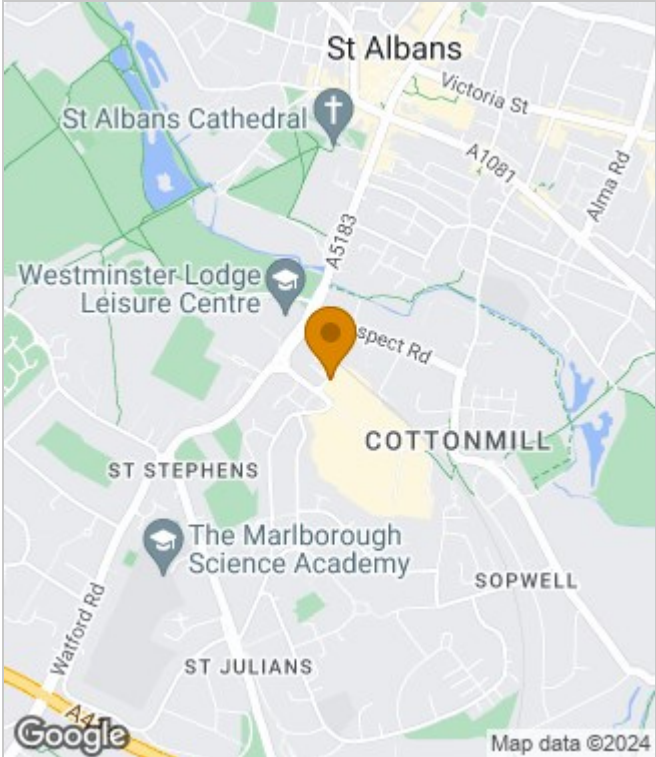 St Albans
Victoria St
St Albans Cathedral
A1081
Alma Rd
A5183
Westminster Lodge
Leisure Centre
spect Rd
COTTONMILL
ST STEPHENS
The Marlborough
Science Academy
SOPWELL
Watford Rd
ST JULIANS
Google
Map data ©2024